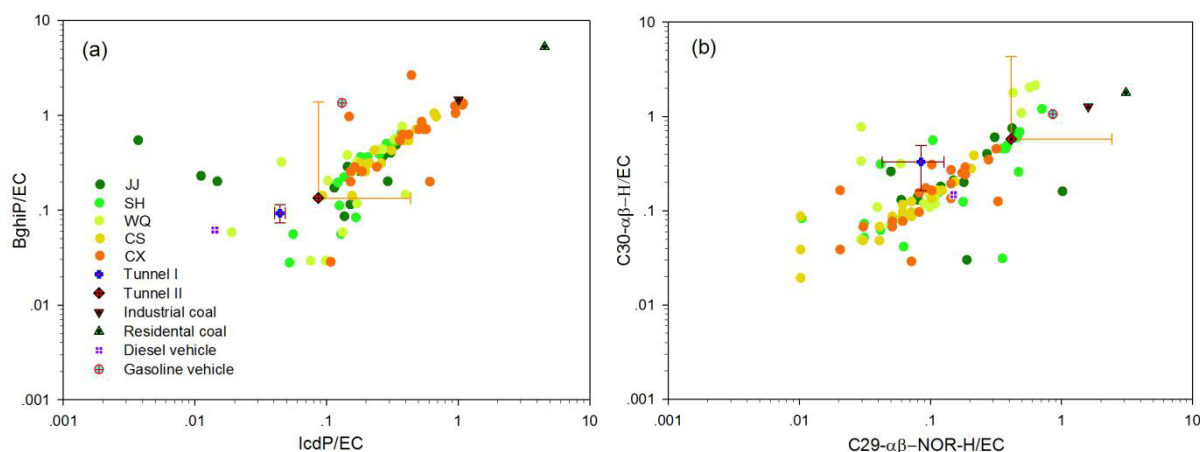 (a)
BghiP/EC
10
1
.1
.01
.001
JJ
SH
WQ
CS
CX
Tunnel I
Tunnel II
Industrial coal
Residental coal
Diesel vehicle
Gasoline vehicle
.001 .01 .1 1 10
IcdP/EC
(b)
C30-αβ-H/EC
10
1
.1
.01
.001
.001 .01 .1 1 10
C29-αβ-NOR-H/EC